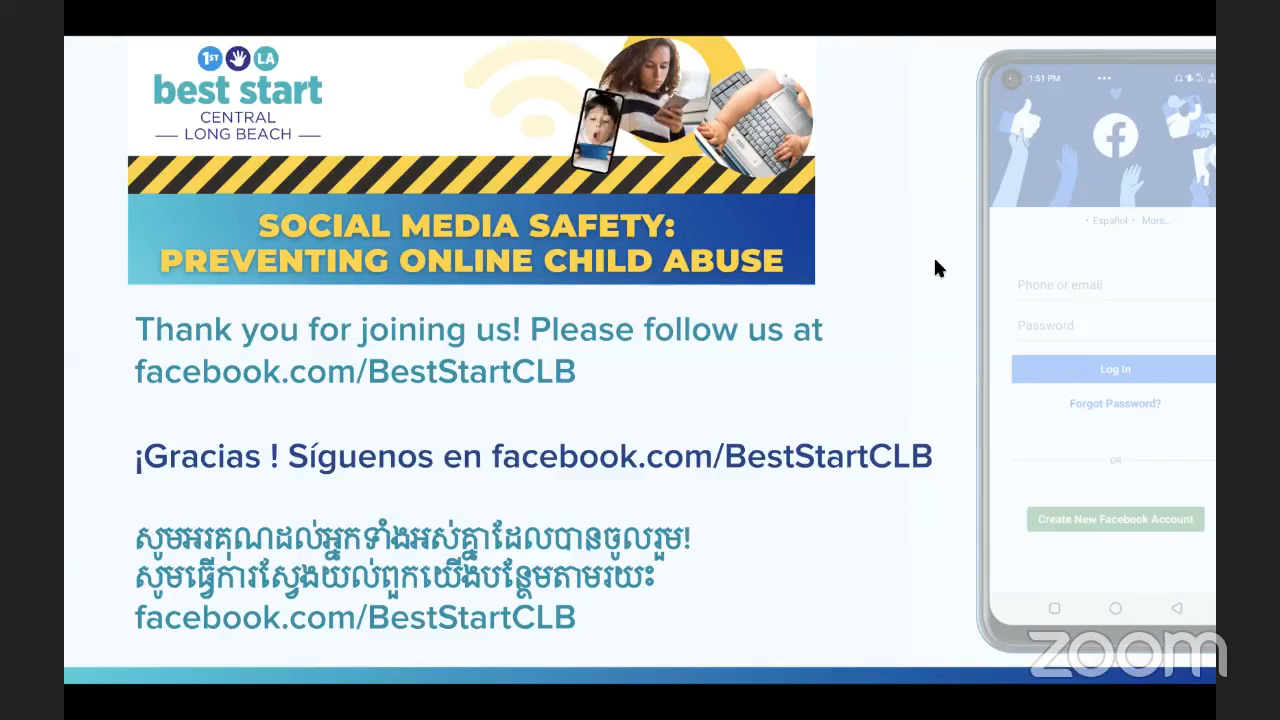 1ST LA
best start
CENTRAL
LONG BEACH
SOCIAL MEDIA SAFETY:
PREVENTING ONLINE CHILD ABUSE
Thank you for joining us! Please follow us at
facebook.com/BestStartCLB
¡Gracias ! Síguenos en facebook.com/BestStartCLB
សូមអរគុណដល់អ្នកទាំងអស់គ្នាដែលបានចូលរួម!
សូមធ្វើការស្វែងយល់ពួកយើងបន្ថែមតាមរយៈ
facebook.com/BestStartCLB
1:51 PM
• Español • More...
Phone or email
Password
Log In
Forgot Password?
OR
Create New Facebook Account
zoom